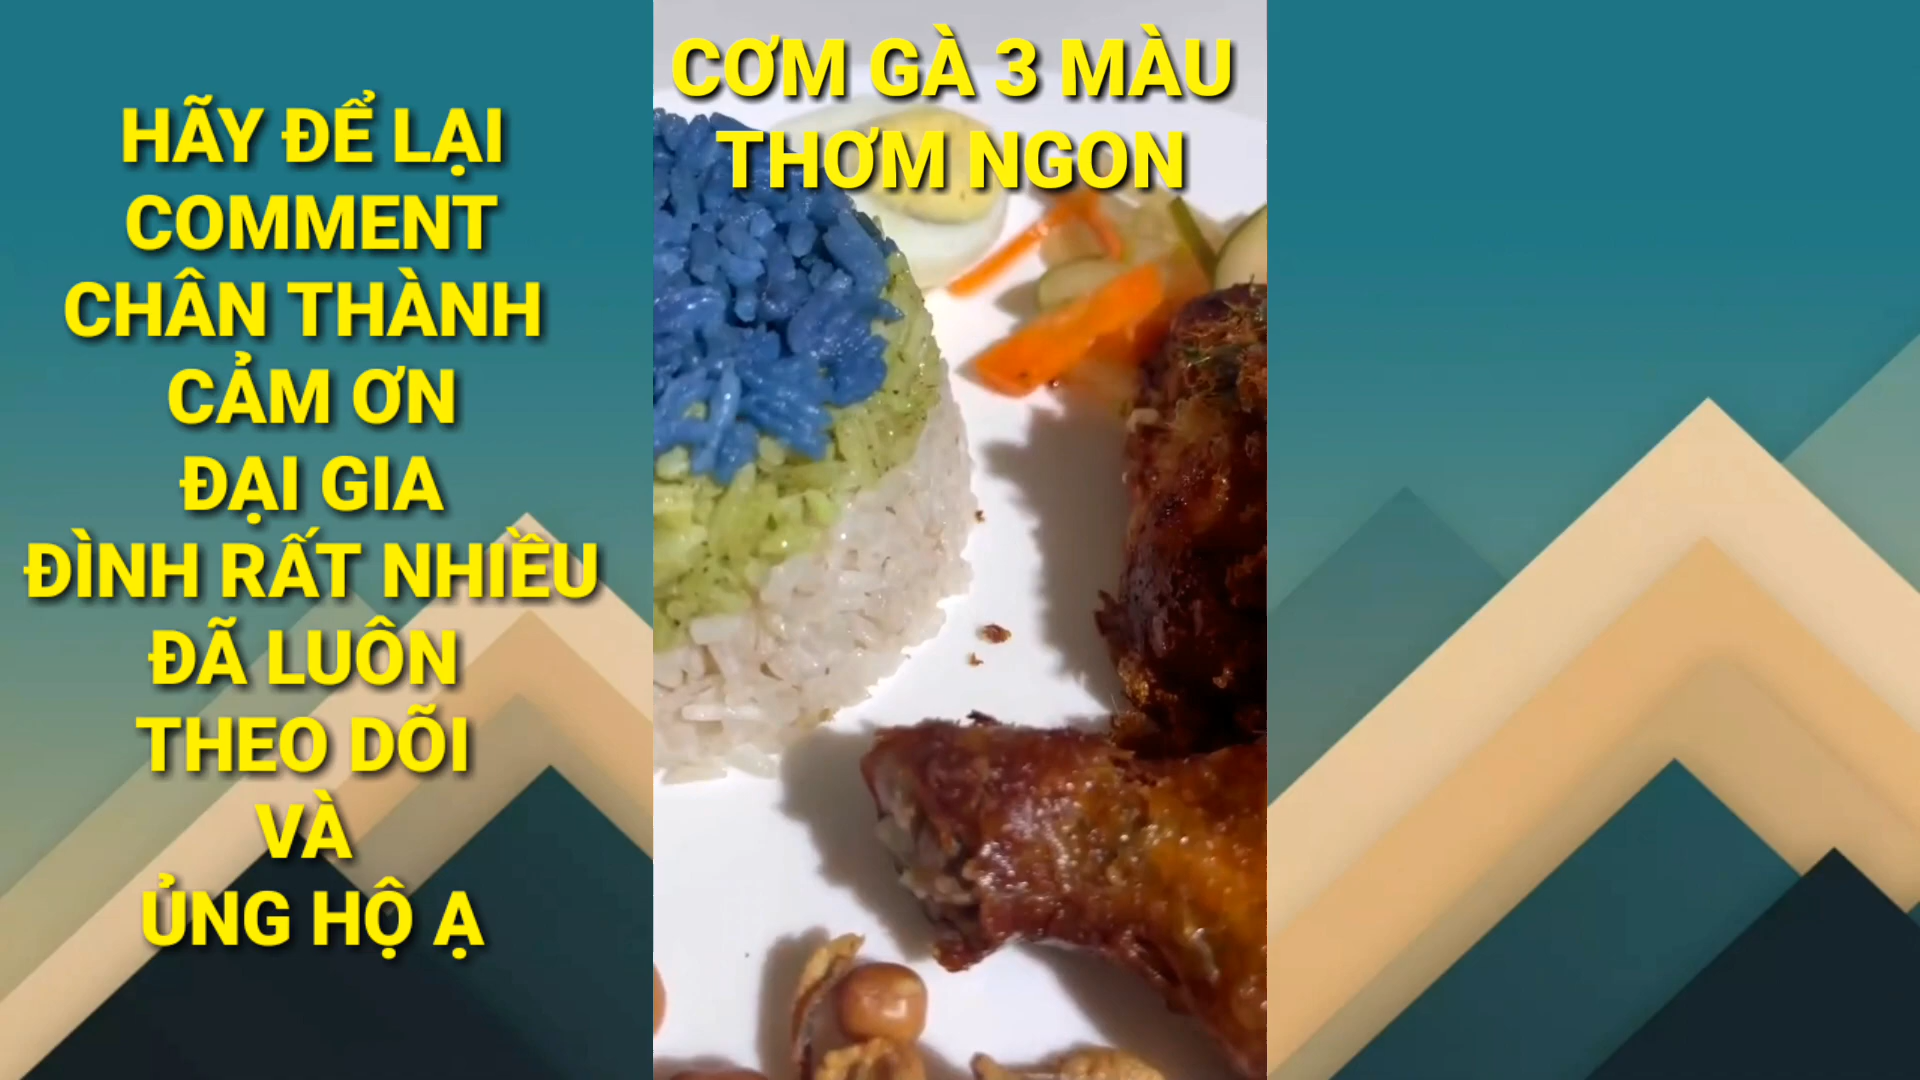 HÃY ĐỂ LẠI
COMMENT
CHÂN THÀNH
CẢM ƠN
ĐẠI GIA
ĐÌNH RẤT NHIỀU
ĐÃ LUÔN
THEO DÕI
VÀ
ỦNG HỘ Ạ
CƠM GÀ 3 MÀU
THƠM NGON